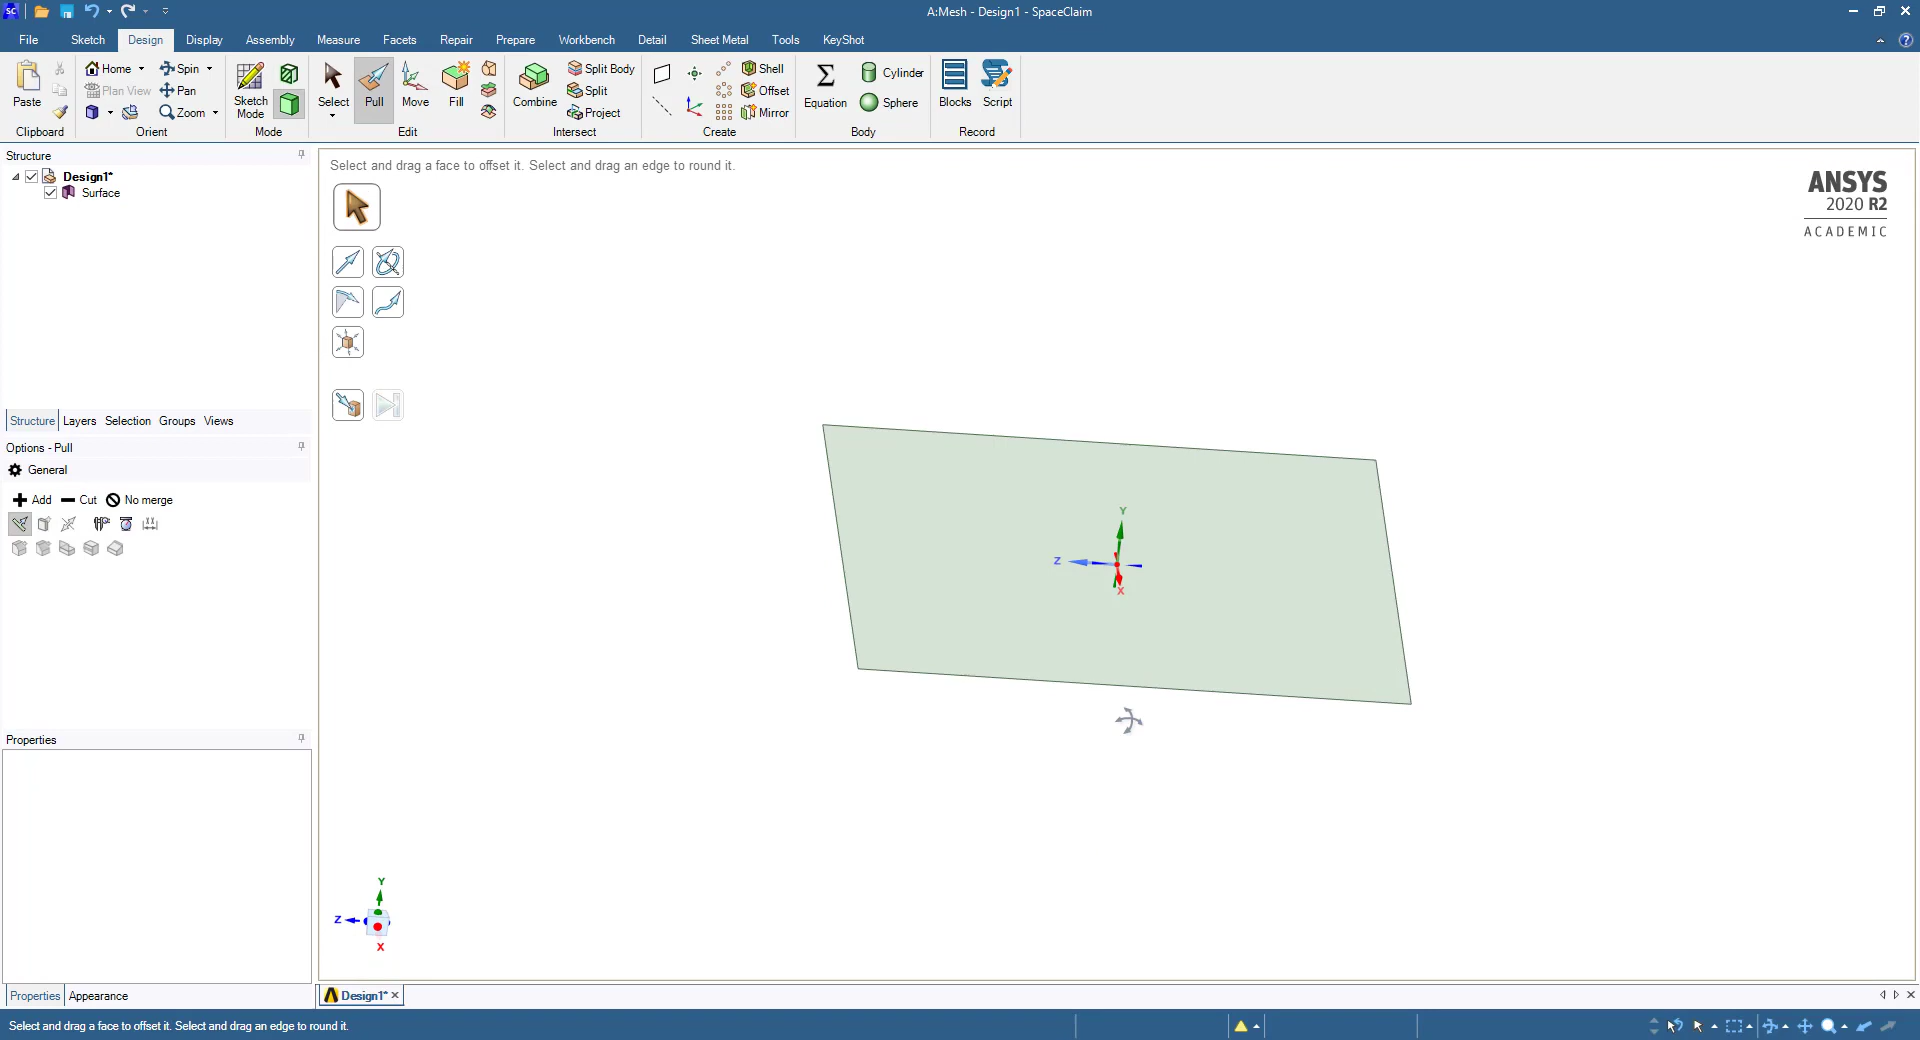 SC
A:Mesh - Design1 - SpaceClaim
File Sketch Design Display Assembly Measure Facets Repair Prepare Workbench Detail Sheet Metal Tools KeyShot
Paste
Clipboard
Home Spin
Plan View Pan
Zoom
Orient
Sketch
Mode
Mode
Select Pull Move Fill
Edit
Combine
Split Body
Split
Project
Intersect
Shell
Offset
Mirror
Create
Equation
Cylinder
Sphere
Body
Blocks Script
Record
Structure
Design1*
Surface
Structure Layers Selection Groups Views
Options - Pull
General
Add Cut No merge
Properties
Properties Appearance
Select and drag a face to offset it. Select and drag an edge to round it.
ANSYS
2020 R2
ACADEMIC
Y
Z
X
Y
Z
X
Design1*
Select and drag a face to offset it. Select and drag an edge to round it.